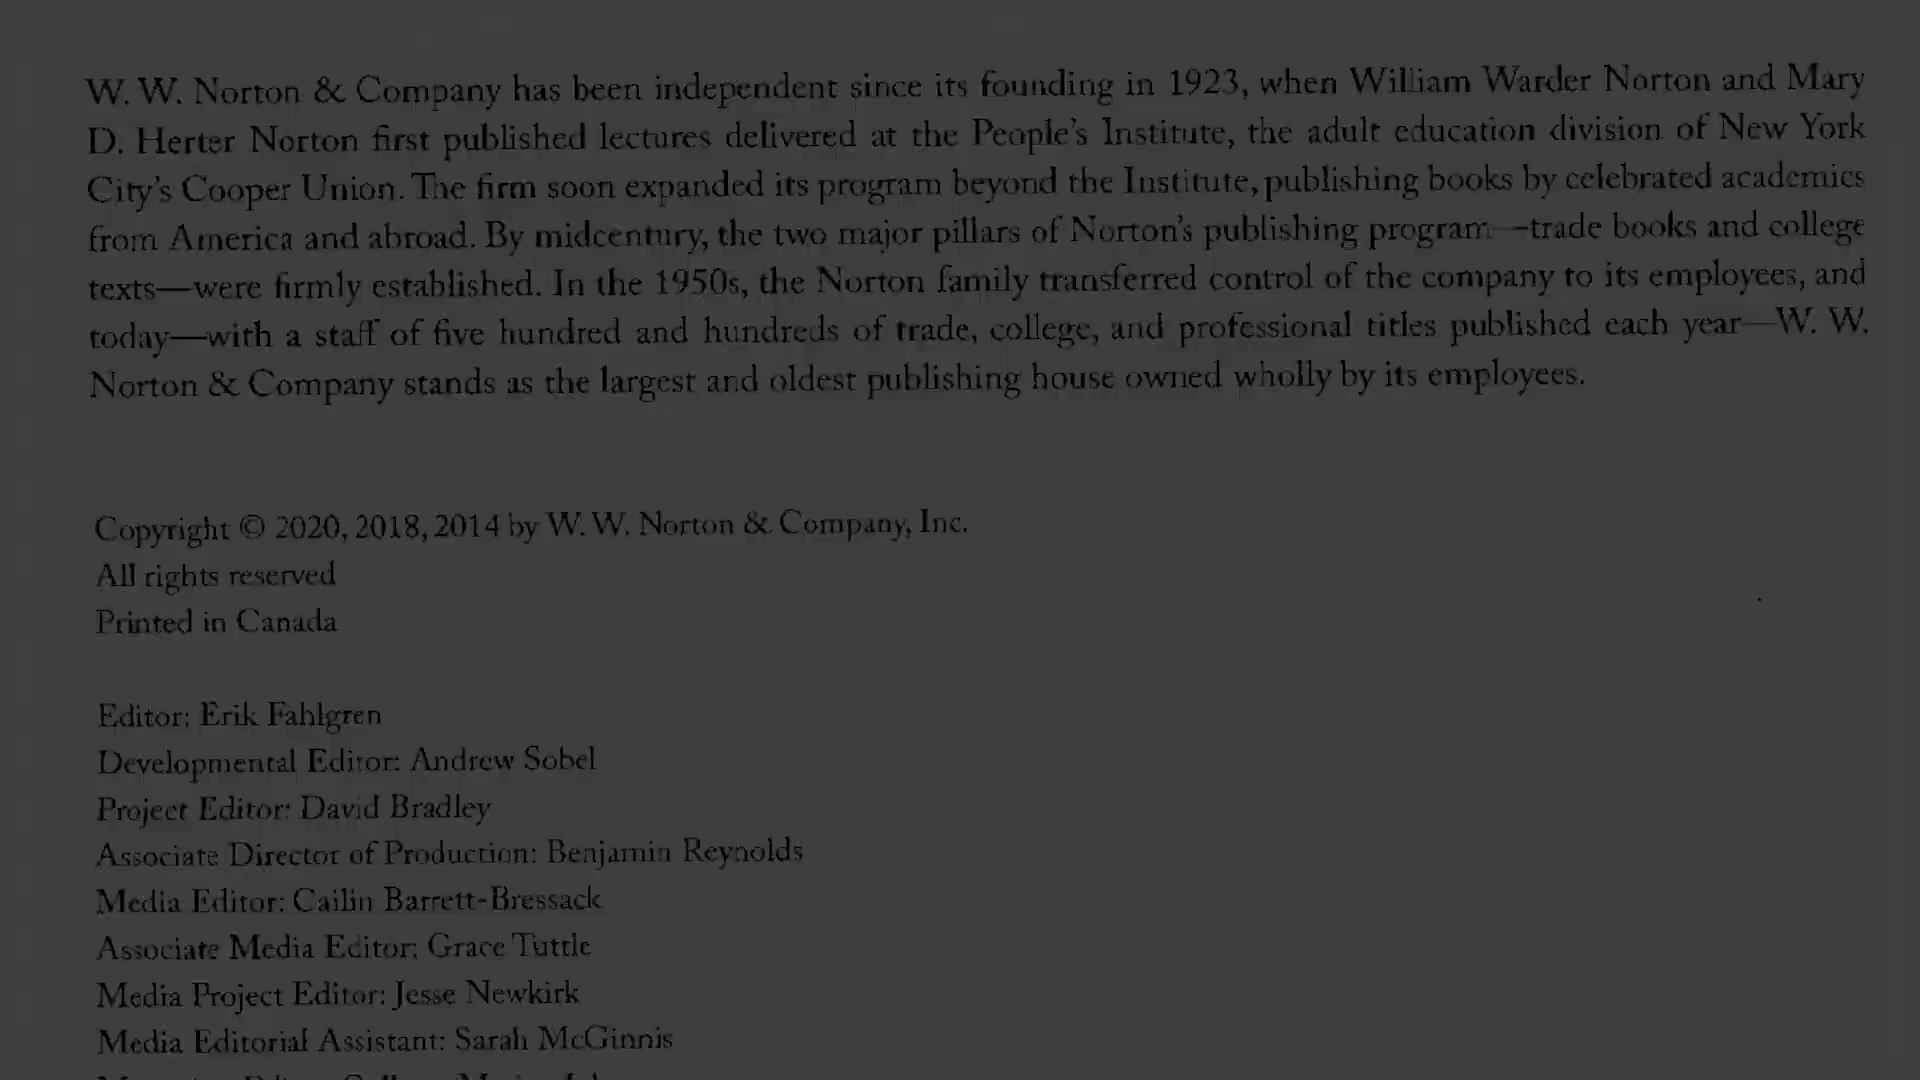 W. W. Norton & Company has been independent since its founding in 1923, when William Warder Norton and Mary
D. Herter Norton first published lectures delivered at the People's Institute, the adult education division of New York
City's Cooper Union. The firm soon expanded its program beyond the Institute, publishing books by celebrated academics
from America and abroad. By midcentury, the two major pillars of Norton's publishing program—trade books and college
texts—were firmly established. In the 1950s, the Norton family transferred control of the company to its employees, and
today—with a staff of five hundred and hundreds of trade, college, and professional titles published each year—W. W.
Norton & Company stands as the largest and oldest publishing house owned wholly by its employees.
Copyright © 2020, 2018, 2014 by W. W. Norton & Company, Inc.
All rights reserved
Printed in Canada
Editor: Erik Fahlgren
Developmental Editor: Andrew Sobel
Project Editor: David Bradley
Associate Director of Production: Benjamin Reynolds
Media Editor: Cailin Barrett-Bressack
Associate Media Editor: Grace Tuttle
Media Project Editor: Jesse Newkirk
Media Editorial Assistant: Sarah McGinnis